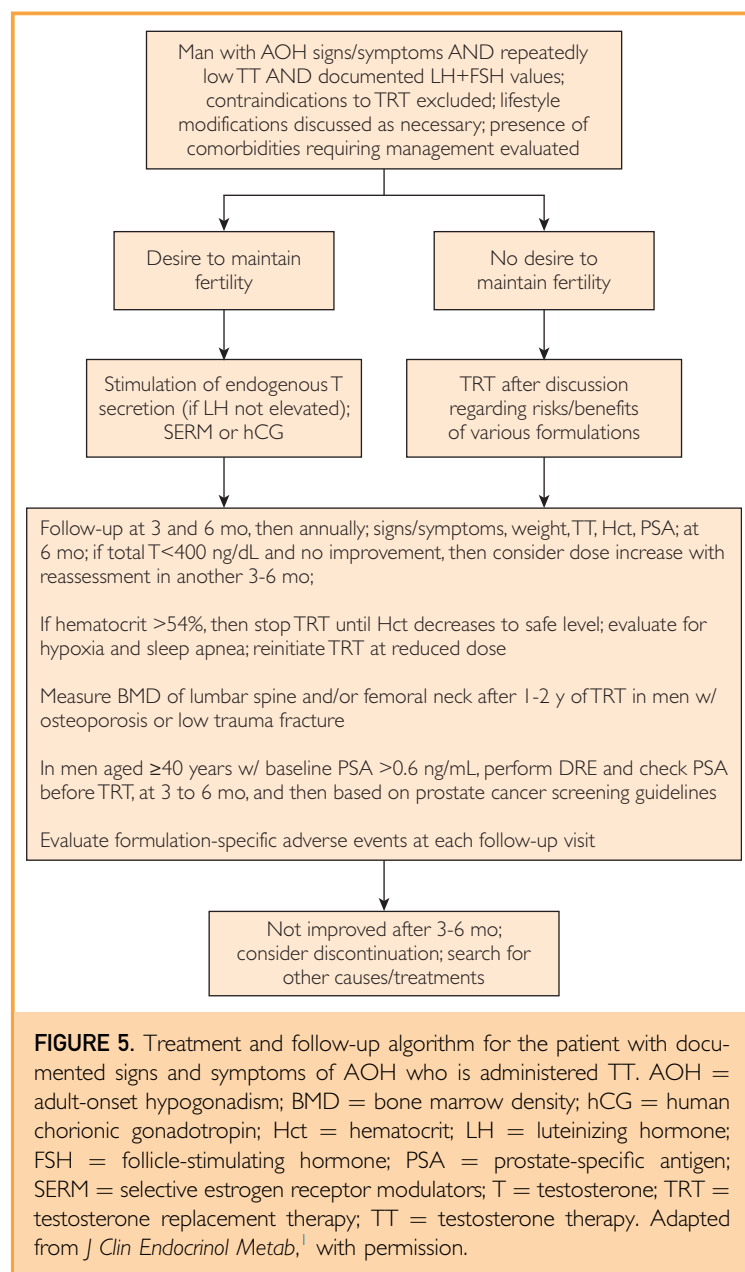 Man with AOH signs/symptoms AND repeatedly
low TT AND documented LH+FSH values;
contraindications to TRT excluded; lifestyle
modifications discussed as necessary; presence of
comorbidities requiring management evaluated
Desire to maintain
fertility
No desire to
maintain fertility
Stimulation of endogenous T
secretion (if LH not elevated);
SERM or hCG
TRT after discussion
regarding risks/benefits
of various formulations
Follow-up at 3 and 6 mo, then annually; signs/symptoms, weight, TT, Hct, PSA; at
6 mo; if total T<400 ng/dL and no improvement, then consider dose increase with
reassessment in another 3-6 mo;
If hematocrit >54%, then stop TRT until Hct decreases to safe level; evaluate for
hypoxia and sleep apnea; reinitiate TRT at reduced dose
Measure BMD of lumbar spine and/or femoral neck after 1-2 y of TRT in men w/
osteoporosis or low trauma fracture
In men aged ≥40 years w/ baseline PSA >0.6 ng/mL, perform DRE and check PSA
before TRT, at 3 to 6 mo, and then based on prostate cancer screening guidelines
Evaluate formulation-specific adverse events at each follow-up visit
Not improved after 3-6 mo;
consider discontinuation; search for
other causes/treatments
FIGURE 5. Treatment and follow-up algorithm for the patient with docu-
mented signs and symptoms of AOH who is administered TT. AOH =
adult-onset hypogonadism; BMD = bone marrow density; hCG = human
chorionic gonadotropin; Hct = hematocrit; LH = luteinizing hormone;
FSH = follicle-stimulating hormone; PSA = prostate-specific antigen;
SERM = selective estrogen receptor modulators; T = testosterone; TRT =
testosterone replacement therapy; TT = testosterone therapy. Adapted
from J Clin Endocrinol Metab,1 with permission.